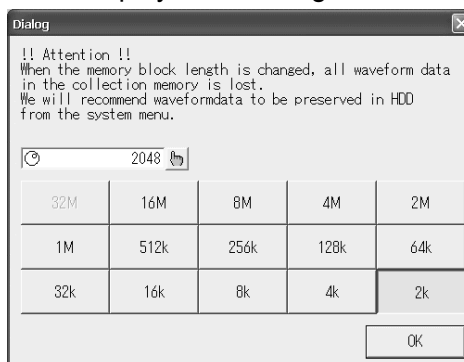 Dialog
!! Attention !!
When the memory block length is changed, all waveform data
in the collection memory is lost.
We will recommend waveformdata to be preserved in HDD
from the system menu.
2048
32M 16M 8M 4M 2M
1M 512k 256k 128k 64k
32k 16k 8k 4k 2k
OK